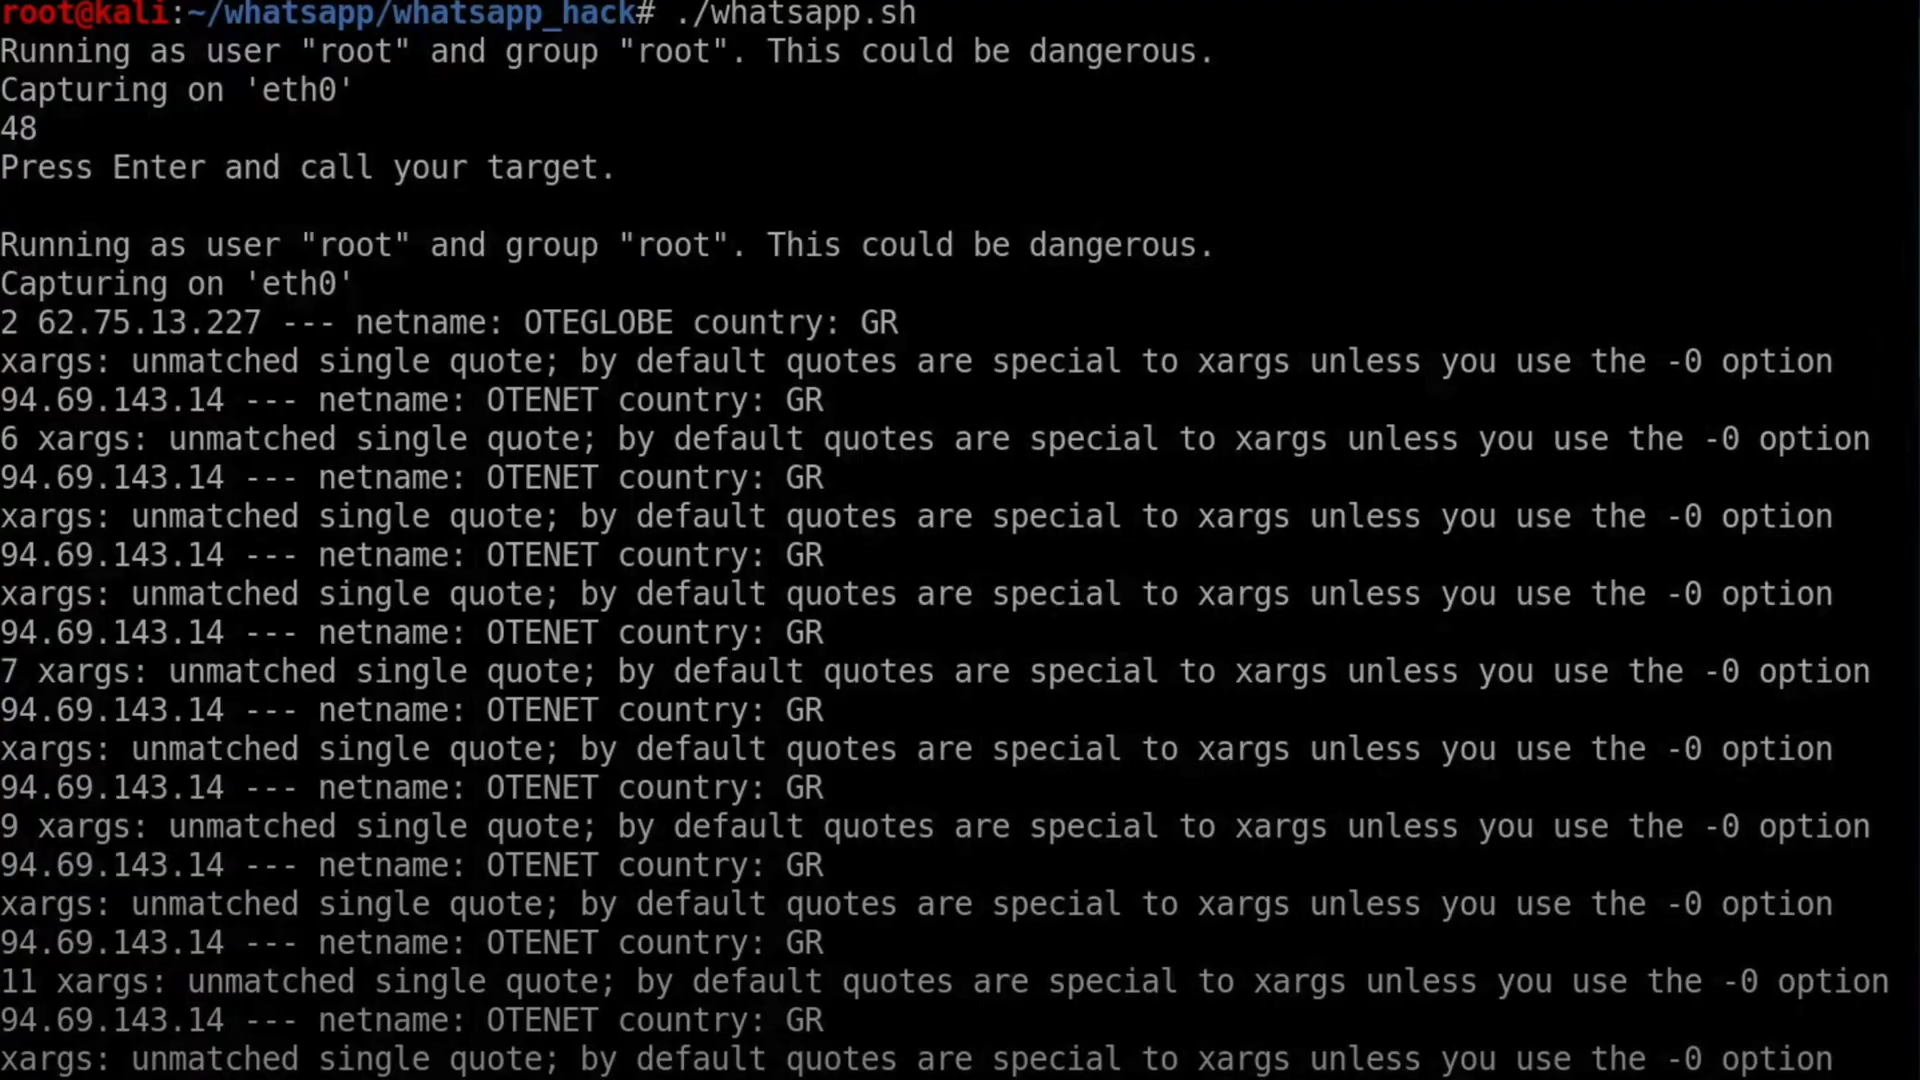 root@kali:~/whatsapp/whatsapp_hack# ./whatsapp.sh
Running as user "root" and group "root". This could be dangerous.
Capturing on 'eth0'
48
Press Enter and call your target.
Running as user "root" and group "root". This could be dangerous.
Capturing on 'eth0'
2 62.75.13.227 --- netname: OTEGLOBE country: GR
xargs: unmatched single quote; by default quotes are special to xargs unless you use the -0 option
94.69.143.14 --- netname: OTENET country: GR
6 xargs: unmatched single quote; by default quotes are special to xargs unless you use the -0 option
94.69.143.14 --- netname: OTENET country: GR
xargs: unmatched single quote; by default quotes are special to xargs unless you use the -0 option
94.69.143.14 --- netname: OTENET country: GR
xargs: unmatched single quote; by default quotes are special to xargs unless you use the -0 option
94.69.143.14 --- netname: OTENET country: GR
7 xargs: unmatched single quote; by default quotes are special to xargs unless you use the -0 option
94.69.143.14 --- netname: OTENET country: GR
xargs: unmatched single quote; by default quotes are special to xargs unless you use the -0 option
94.69.143.14 --- netname: OTENET country: GR
9 xargs: unmatched single quote; by default quotes are special to xargs unless you use the -0 option
94.69.143.14 --- netname: OTENET country: GR
xargs: unmatched single quote; by default quotes are special to xargs unless you use the -0 option
94.69.143.14 --- netname: OTENET country: GR
11 xargs: unmatched single quote; by default quotes are special to xargs unless you use the -0 option
94.69.143.14 --- netname: OTENET country: GR
xargs: unmatched single quote; by default quotes are special to xargs unless you use the -0 option